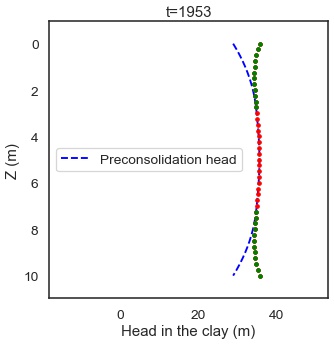 t=1953
0
2
4
6
8
10
Z (m)
Preconsolidation head
0
20
40
Head in the clay (m)